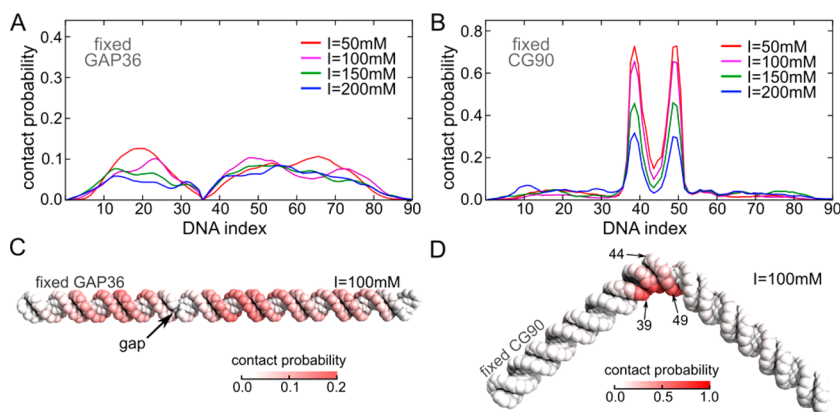 A
fixed
GAP36
I=50mM
I=100mM
I=150mM
I=200mM
contact probability
0.4
0.3
0.2
0.1
0.0
0 10 20 30 40 50 60 70 80 90
DNA index
B
fixed
CG90
I=50mM
I=100mM
I=150mM
I=200mM
contact probability
0.8
0.6
0.4
0.2
0.0
0 10 20 30 40 50 60 70 80 90
DNA index
C
fixed GAP36
I=100mM
gap
contact probability
0.0 0.1 0.2
D
44
I=100mM
39
49
fixed CG90
contact probability
0.0 0.5 1.0